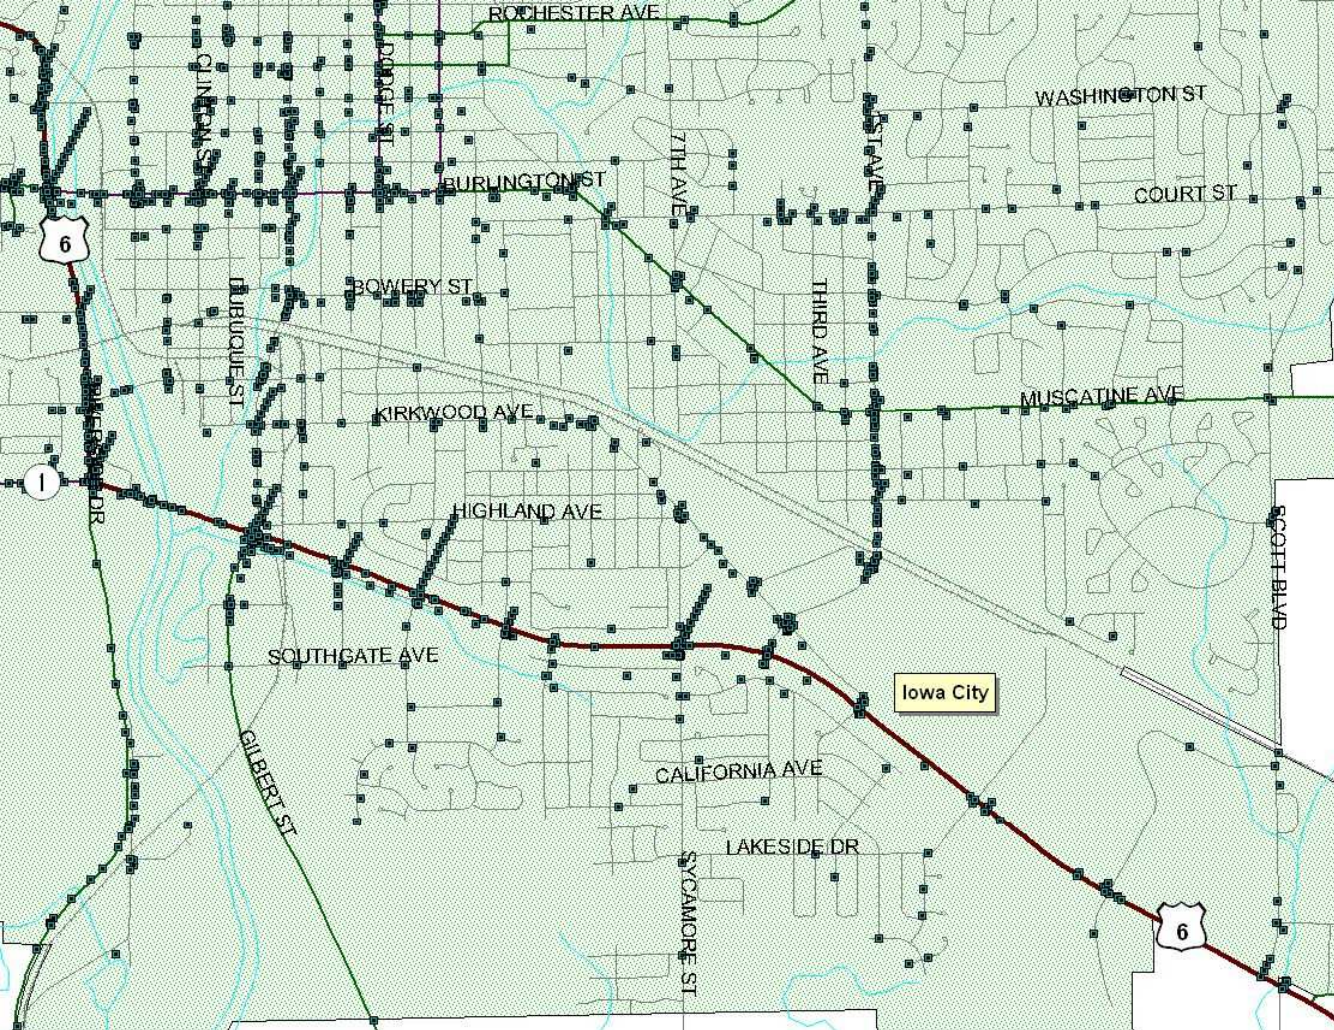 ROCHESTER AVE
DODGE ST
CLINTON ST
WASHINGTON ST
1ST AVE
7TH AVE
BURLINGTON ST
COURT ST
6
BOWERY ST
DUBUQUE ST
THIRD AVE
MUSCATINE AVE
KIRKWOOD AVE
1
RIVERSIDE DR
HIGHLAND AVE
SCOTT BLVD
SOUTHGATE AVE
Iowa City
GILBERT ST
CALIFORNIA AVE
LAKESIDE DR
SYCAMORE ST
6